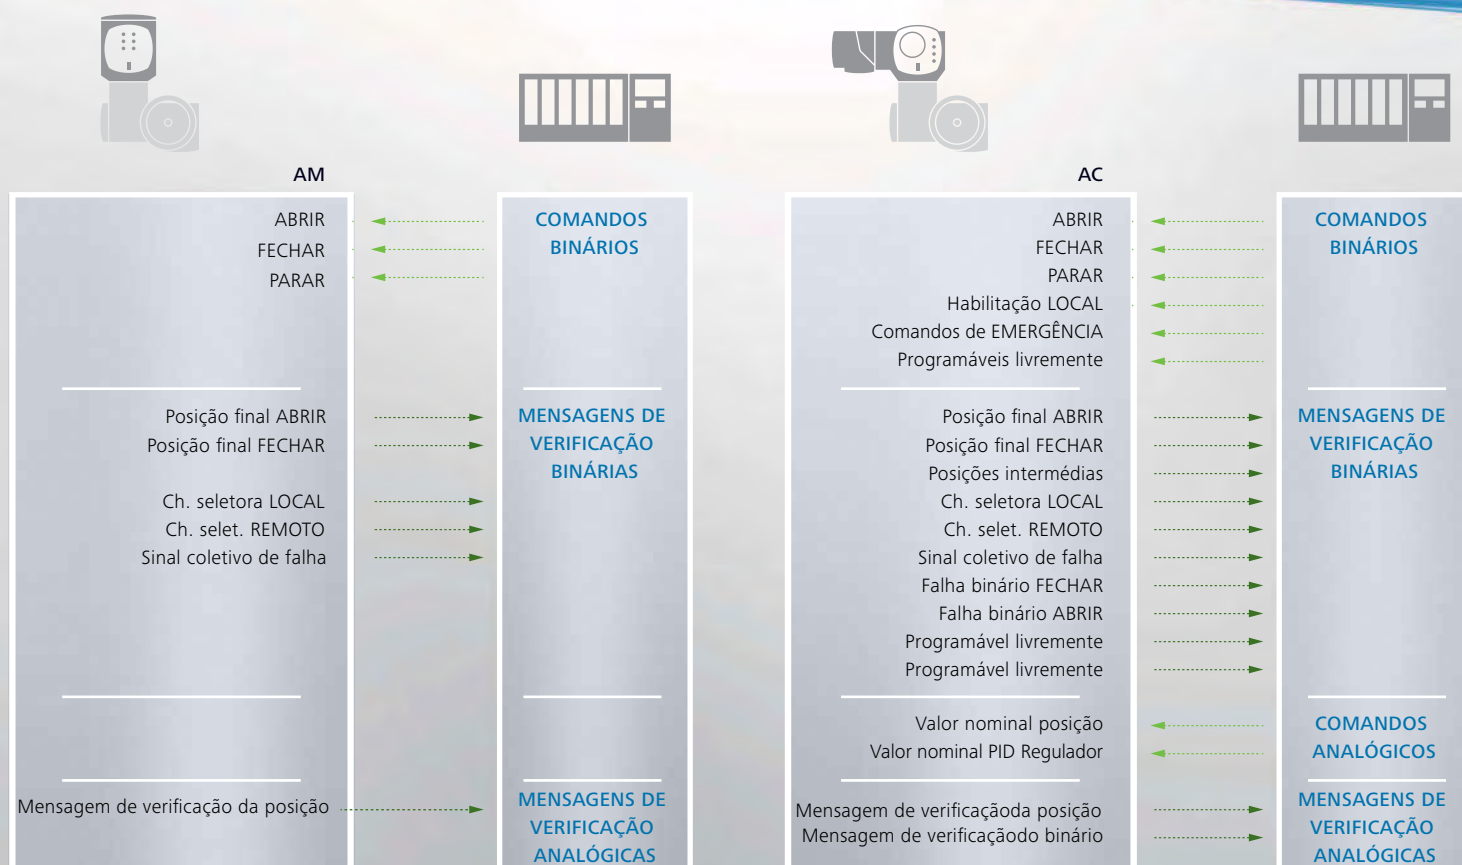 AM
ABRIR
FECHAR
PARAR
COMANDOS
BINÁRIOS
Posição final ABRIR
Posição final FECHAR
Ch. seletora LOCAL
Ch. selet. REMOTO
Sinal coletivo de falha
MENSAGENS DE
VERIFICAÇÃO
BINÁRIAS
Mensagem de verificação da posição
MENSAGENS DE
VERIFICAÇÃO
ANALÓGICAS
AC
ABRIR
FECHAR
PARAR
Habilitação LOCAL
Comandos de EMERGÊNCIA
Programáveis livremente
COMANDOS
BINÁRIOS
Posição final ABRIR
Posição final FECHAR
Posições intermédias
Ch. seletora LOCAL
Ch. selet. REMOTO
Sinal coletivo de falha
Falha binário FECHAR
Falha binário ABRIR
Programável livremente
Programável livremente
MENSAGENS DE
VERIFICAÇÃO
BINÁRIAS
Valor nominal posição
Valor nominal PID Regulador
COMANDOS
ANALÓGICOS
Mensagem de verificaçãoda posição
Mensagem de verificaçãodo binário
MENSAGENS DE
VERIFICAÇÃO
ANALÓGICAS